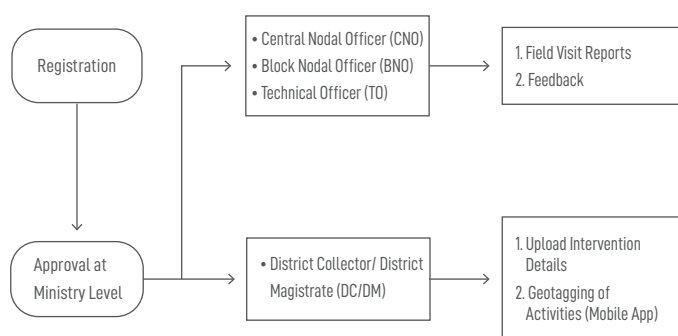 Registration
• Central Nodal Officer (CNO)
• Block Nodal Officer (BNO)
• Technical Officer (TO)
1. Field Visit Reports
2. Feedback
Approval at
Ministry Level
• District Collector/ District
Magistrate (DC/DM)
1. Upload Intervention
Details
2. Geotagging of
Activities (Mobile App)